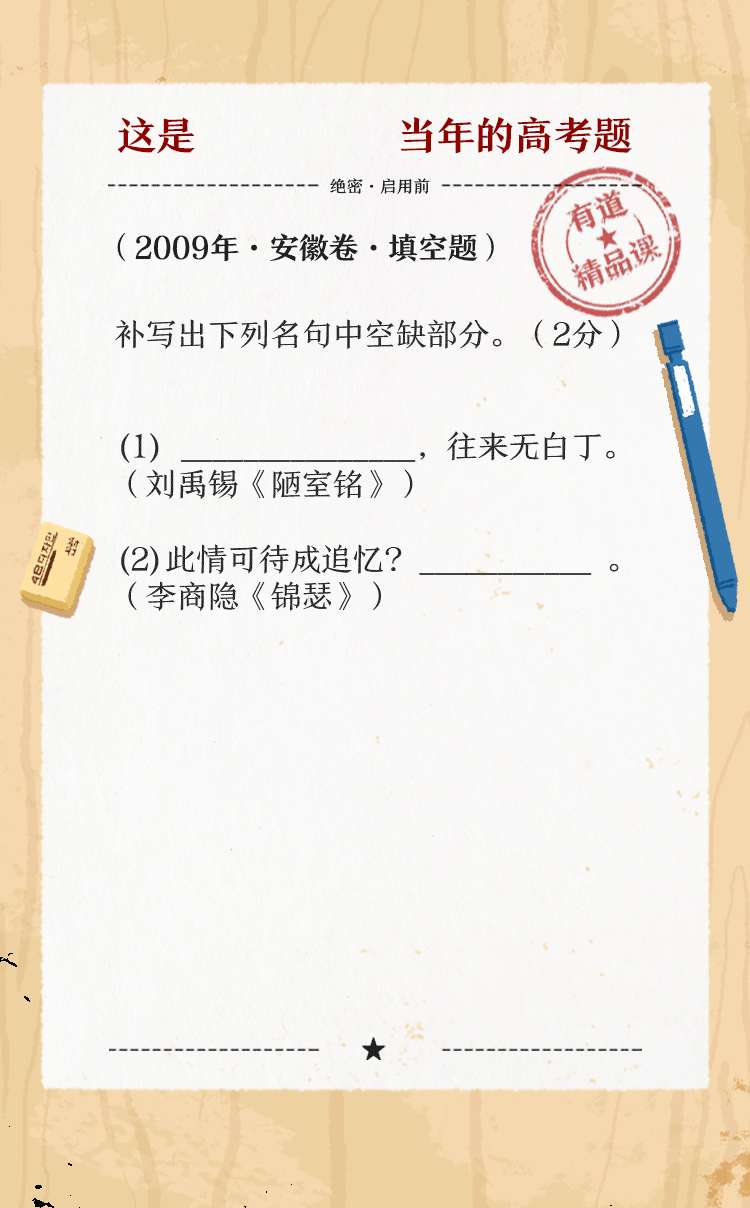 这是 当年的高考题
绝密·启用前
有道
精品课
（2009年·安徽卷·填空题）
补写出下列名句中空缺部分。（2分）
(1) _______________，往来无白丁。
（刘禹锡《陋室铭》）
(2)此情可待成追忆？___________。
（李商隐《锦瑟》）